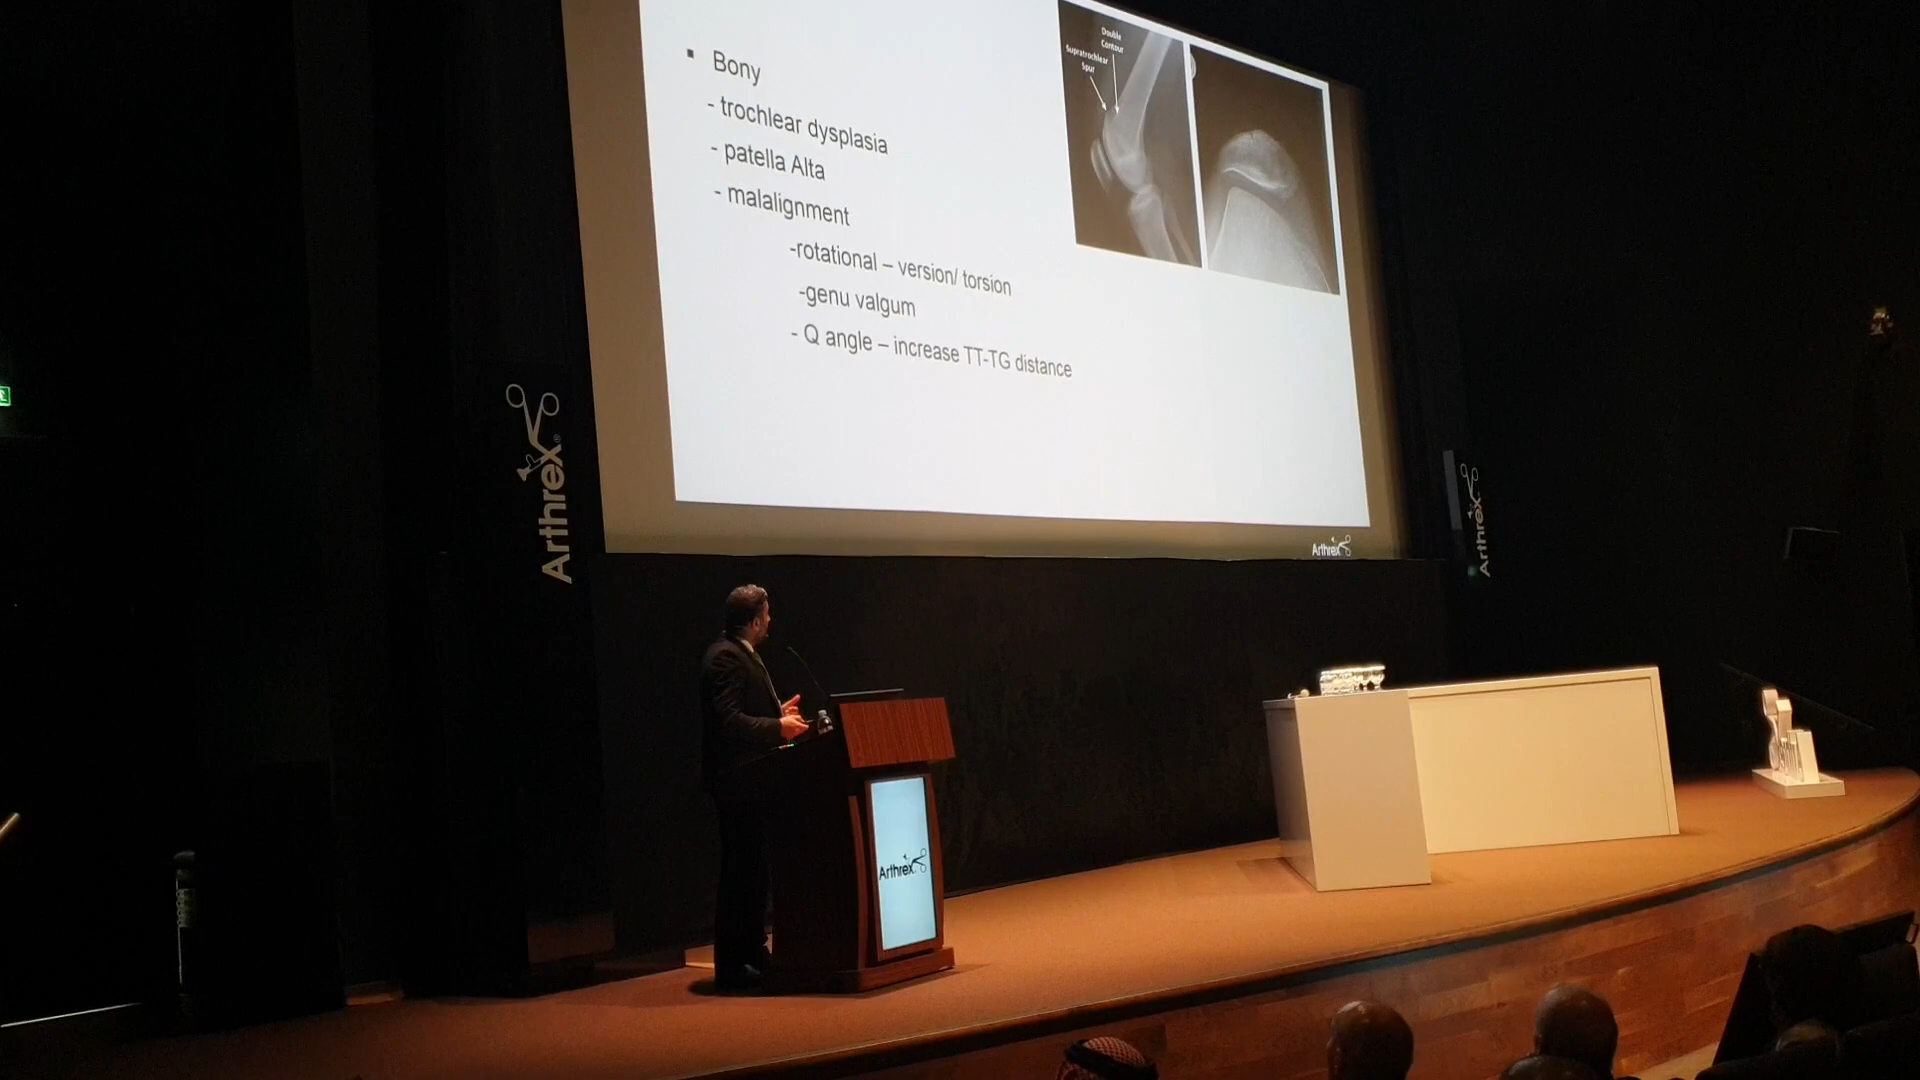 ▪ Bony
- trochlear dysplasia
- patella Alta
- malalignment
-rotational – version/ torsion
-genu valgum
- Q angle – increase TT-TG distance
Double
Contour
Supratrochlear
Spur
Arthrex
Arthrex®
Arthrex
Arthrex